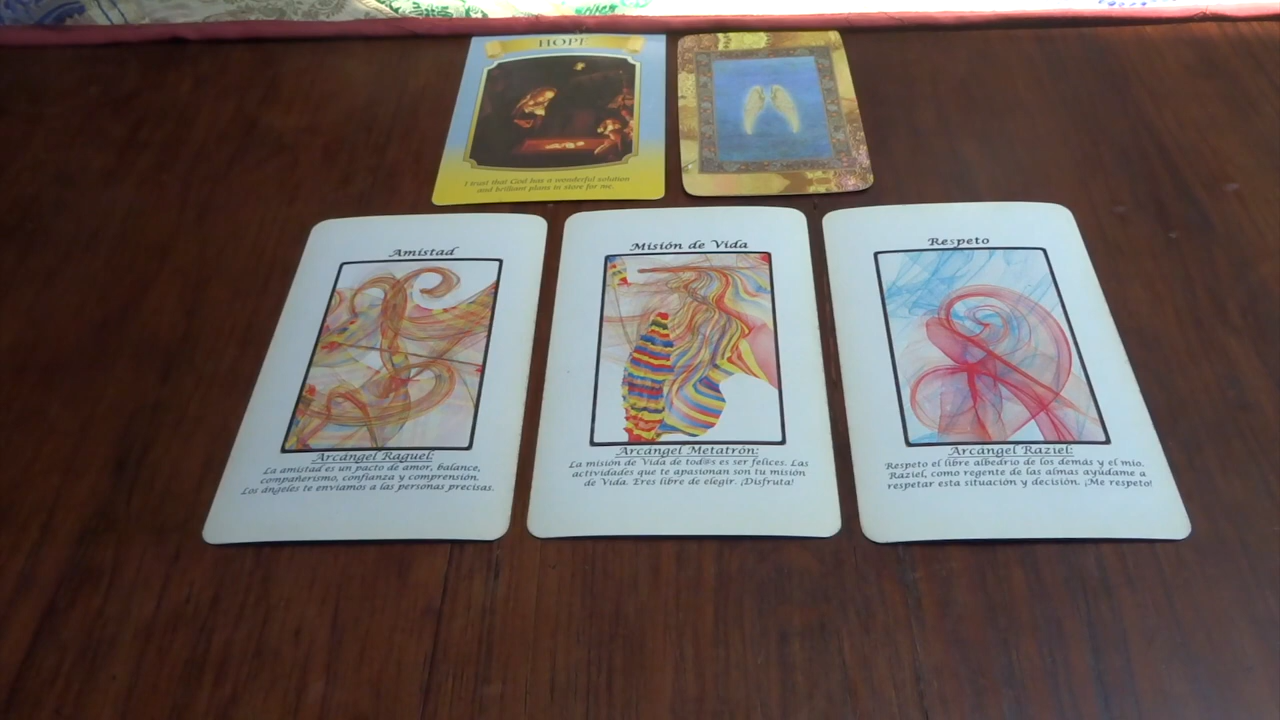 HOPE
I trust that God has a wonderful solution
and brilliant plans in store for me.
Amistad
Arcángel Raguel:
La amistad es un pacto de amor, balance,
compañerismo, confianza y comprensión.
Los ángeles te enviamos a las personas precisas.
Misión de Vida
Arcángel Metatrón:
La misión de Vida de tod@s es ser felices. Las
actividades que te apasionan son tu misión
de Vida. Eres libre de elegir. ¡Disfruta!
Respeto
Arcángel Raziel:
Respeto el libre albedrío de los demás y el mío.
Raziel, como regente de las almas ayúdame a
respetar esta situación y decisión. ¡Me respeto!